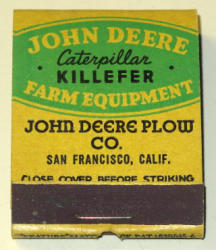 JOHN DEERE
Caterpillar
• KILLEFER •
FARM EQUIPMENT
JOHN DEERE PLOW
CO.
SAN FRANCISCO, CALIF.
CLOSE COVER BEFORE STRIKING